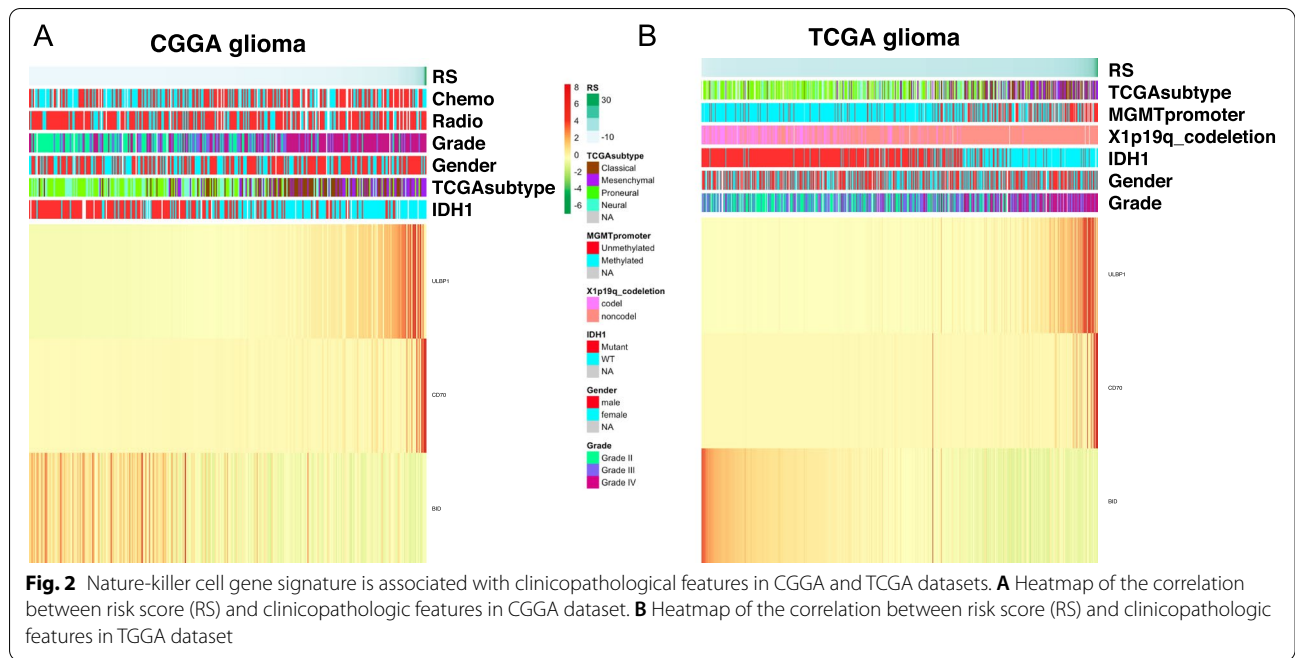 A
CGGA glioma
RS
Chemo
Radio
Grade
Gender
TCGAsubtype
IDH1
ULBP1
CD70
BID
8
6
4
2
0
-2
-4
-6
RS
30
-10
TCGAsubtype
Classical
Mesenchymal
Proneural
Neural
NA
MGMTpromoter
Unmethylated
Methylated
NA
X1p19q_codeletion
codel
noncodel
IDH1
Mutant
WT
NA
Gender
male
female
NA
Grade
Grade II
Grade III
Grade IV
B
TCGA glioma
RS
TCGAsubtype
MGMTpromoter
X1p19q_codeletion
IDH1
Gender
Grade
ULBP1
CD70
BID
Fig. 2 Nature-killer cell gene signature is associated with clinicopathological features in CGGA and TCGA datasets. A Heatmap of the correlation
between risk score (RS) and clinicopathologic features in CGGA dataset. B Heatmap of the correlation between risk score (RS) and clinicopathologic
features in TGGA dataset